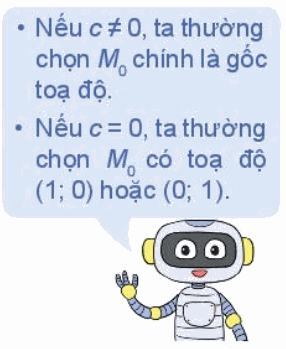 • Nếu c ≠ 0, ta thường
chọn M₀ chính là gốc
toạ độ.
• Nếu c = 0, ta thường
chọn M₀ có toạ độ
(1; 0) hoặc (0; 1).